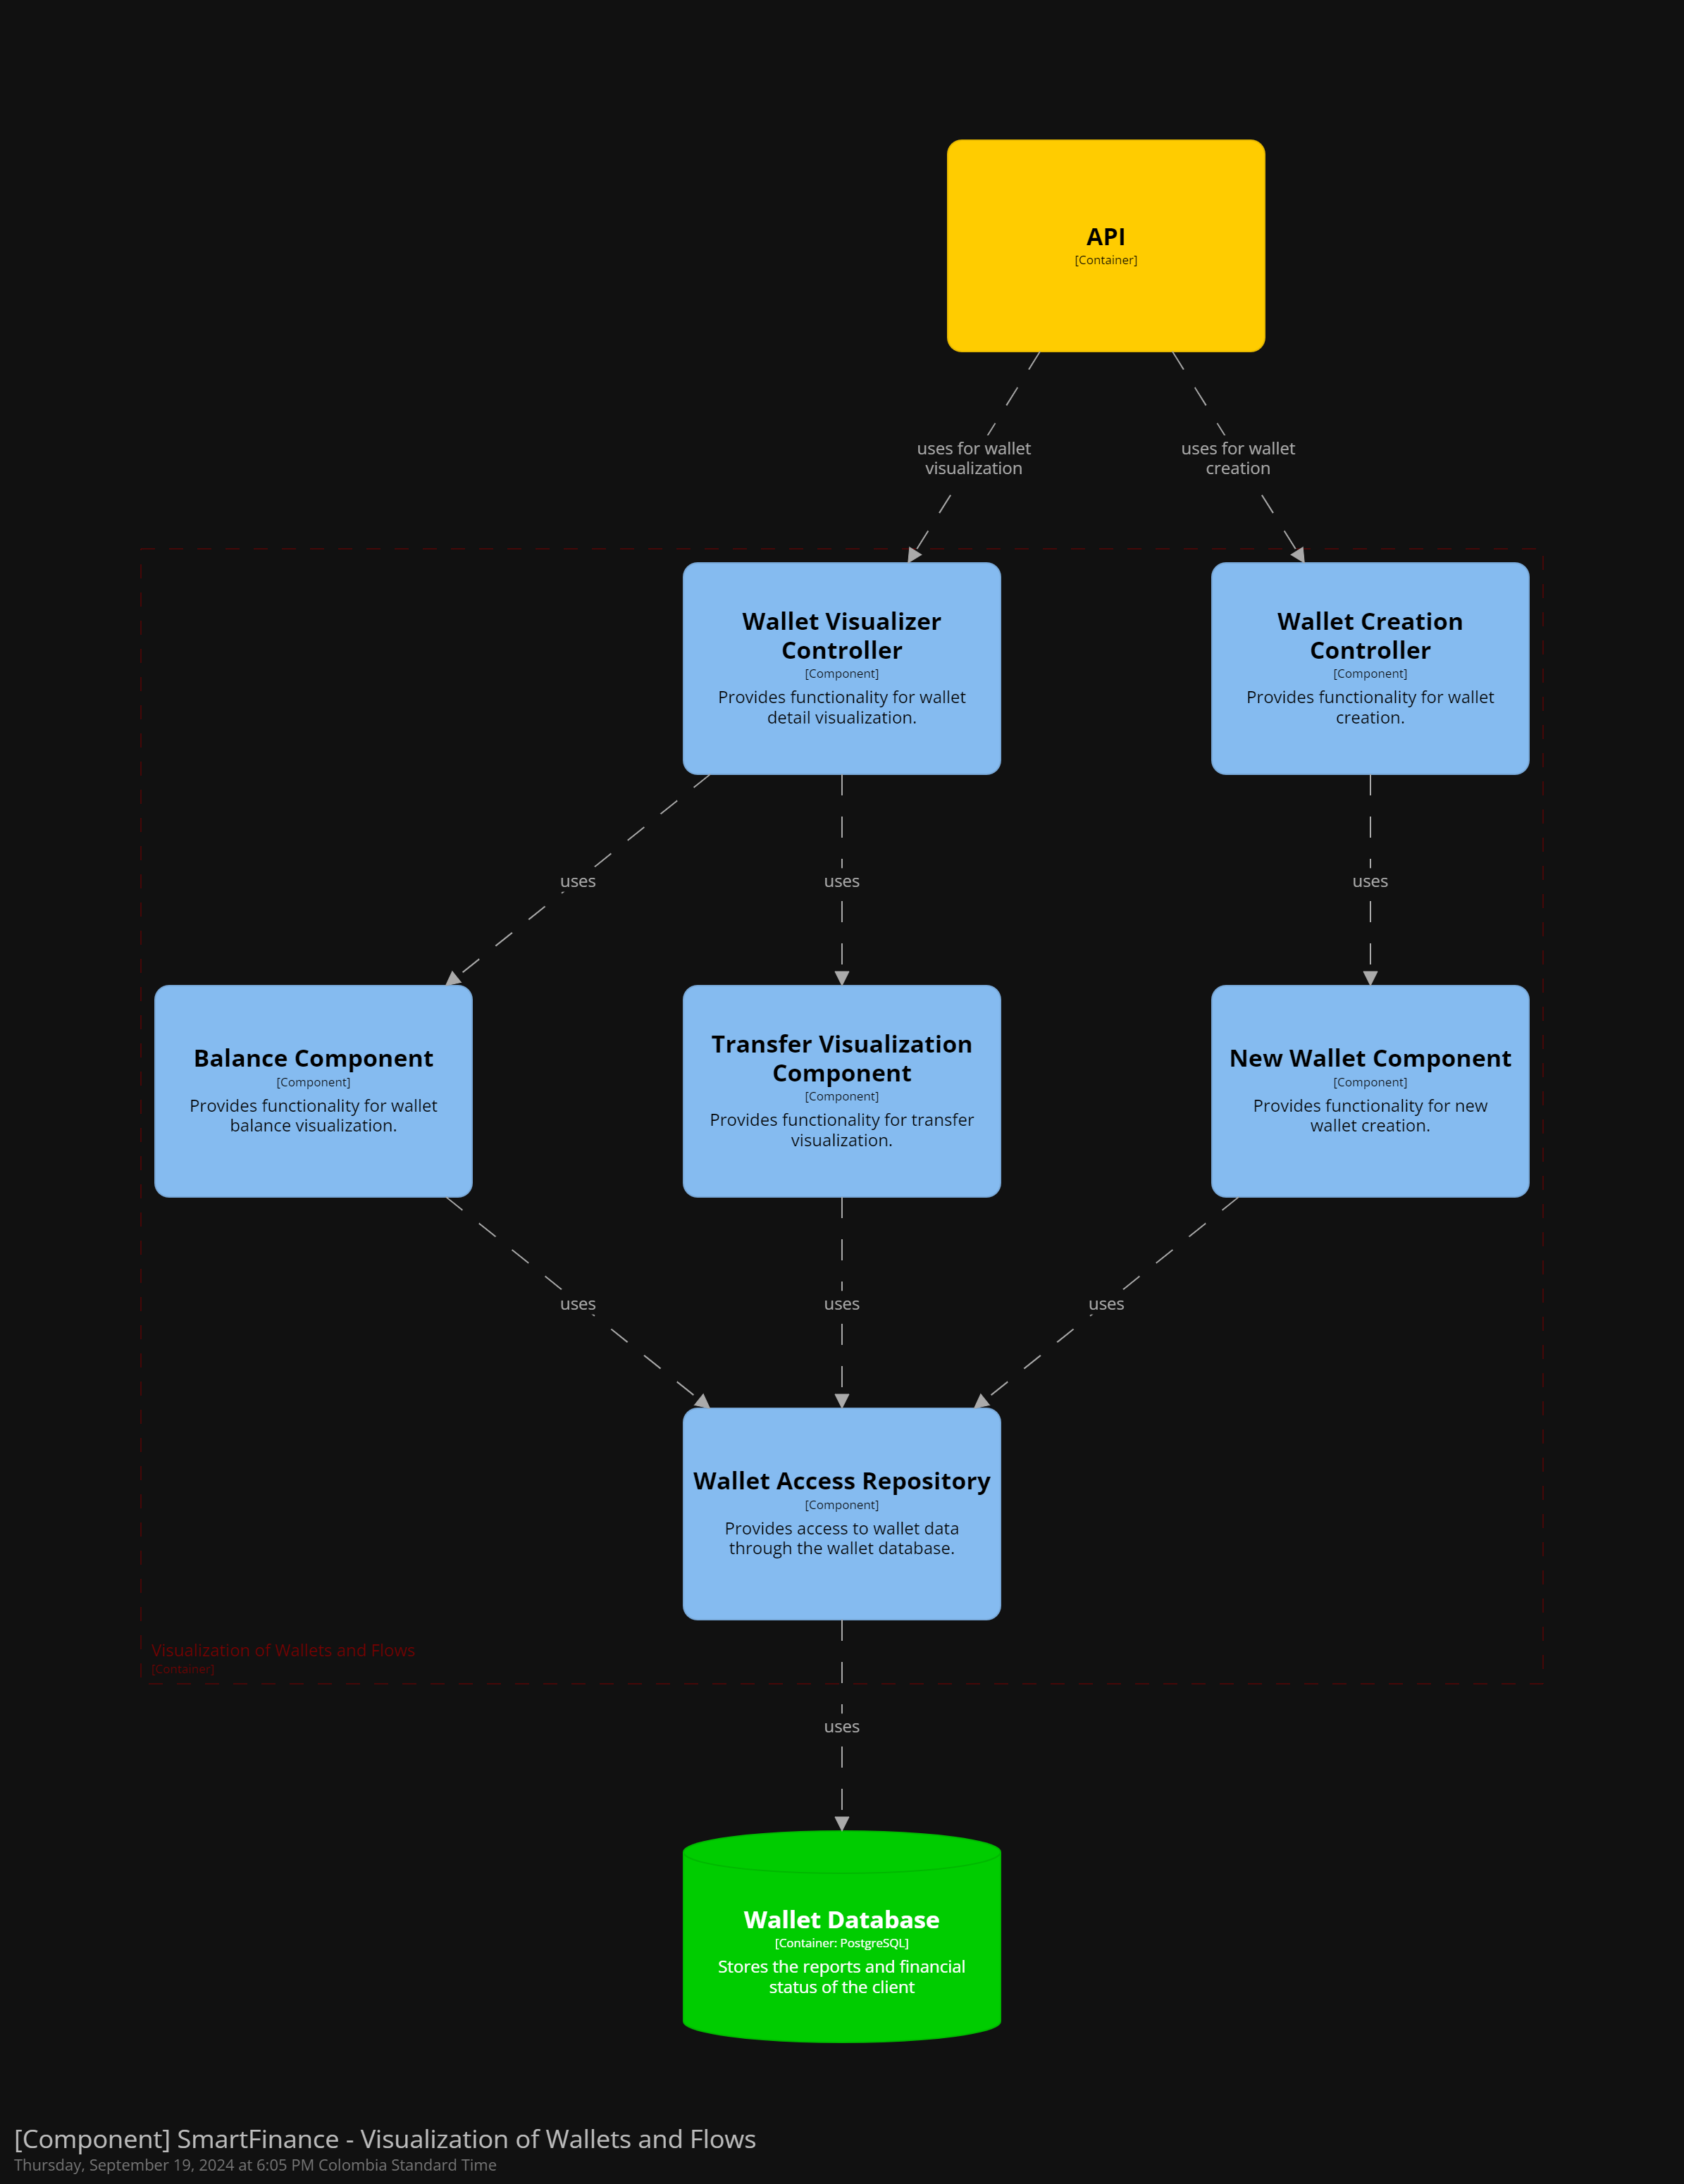 API
[Container]
uses for wallet
visualization
uses for wallet
creation
Wallet Visualizer
Controller
[Component]
Provides functionality for wallet
detail visualization.
Wallet Creation
Controller
[Component]
Provides functionality for wallet
creation.
uses
uses
uses
Balance Component
[Component]
Provides functionality for wallet
balance visualization.
Transfer Visualization
Component
[Component]
Provides functionality for transfer
visualization.
New Wallet Component
[Component]
Provides functionality for new
wallet creation.
uses
uses
uses
Wallet Access Repository
[Component]
Provides access to wallet data
through the wallet database.
Visualization of Wallets and Flows
[Container]
uses
Wallet Database
[Container: PostgreSQL]
Stores the reports and financial
status of the client
[Component] SmartFinance - Visualization of Wallets and Flows
Thursday, September 19, 2024 at 6:05 PM Colombia Standard Time